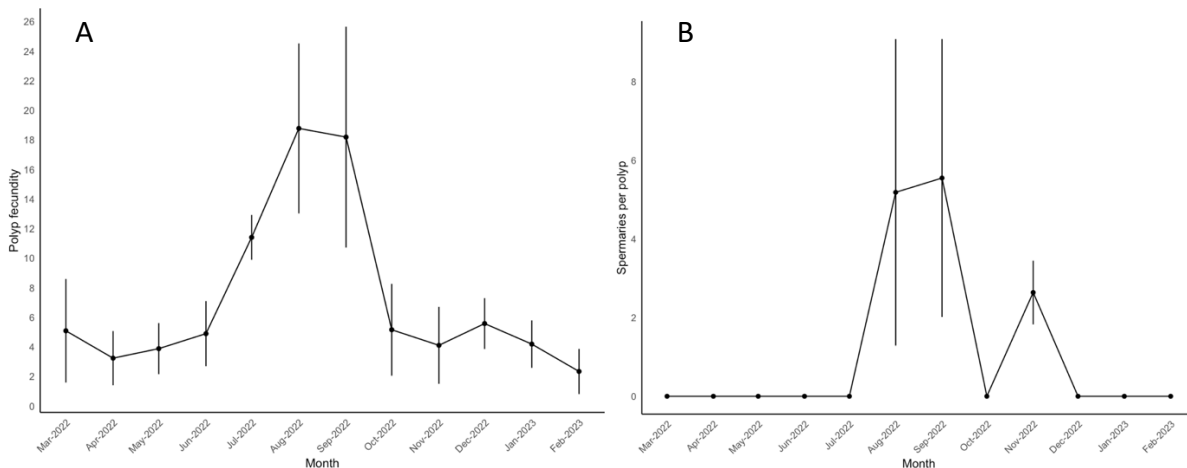 A
26
24
22
20
18
16
14
12
10
8
6
4
2
0
Polyp fecundity
Mar-2022
Apr-2022
May-2022
Jun-2022
Jul-2022
Aug-2022
Sep-2022
Oct-2022
Nov-2022
Dec-2022
Jan-2023
Feb-2023
Month
B
8
6
4
2
0
Spermaries per polyp
Mar-2022
Apr-2022
May-2022
Jun-2022
Jul-2022
Aug-2022
Sep-2022
Oct-2022
Nov-2022
Dec-2022
Jan-2023
Feb-2023
Month